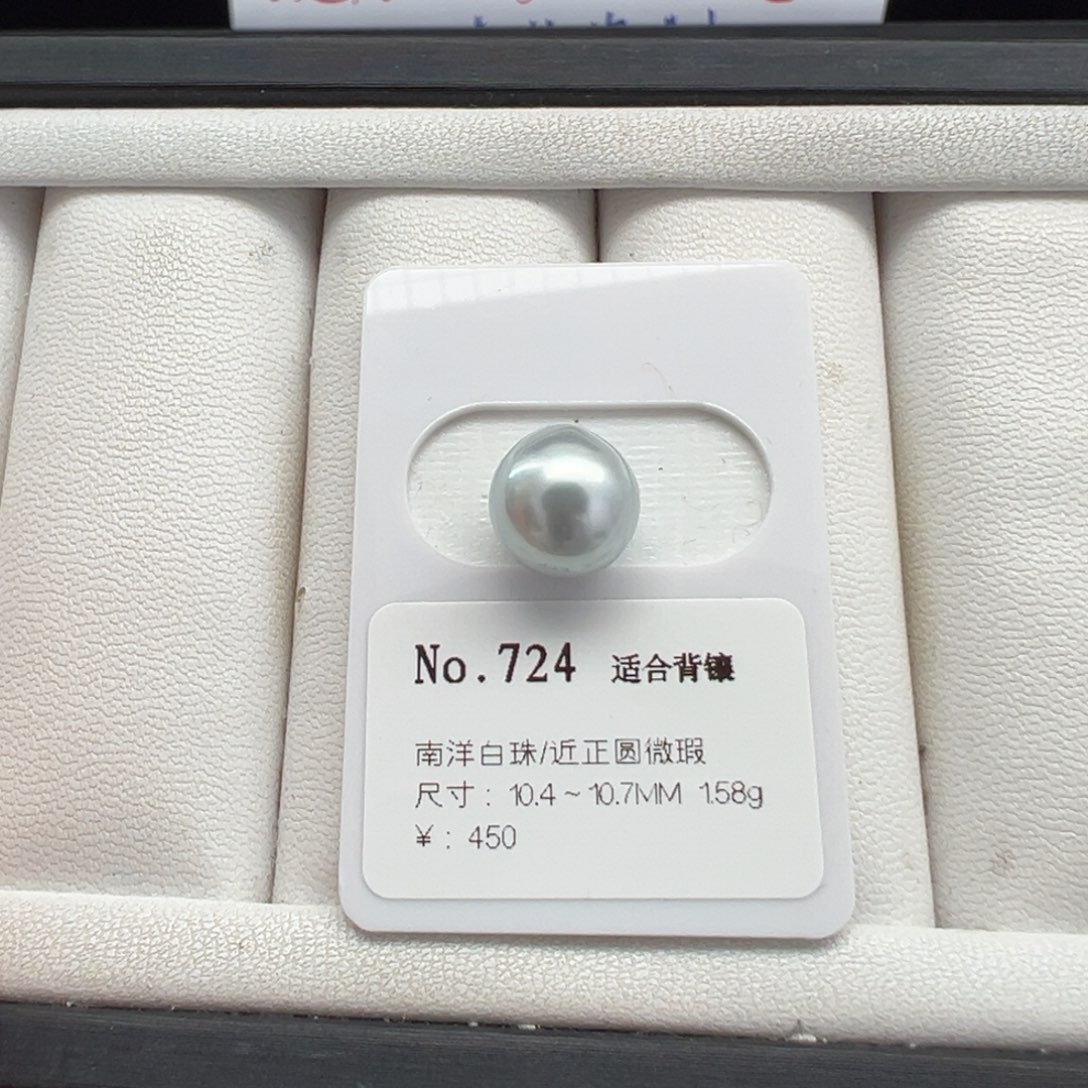 No.724 适合背镶
南洋白珠/近正圆微瑕
尺寸：10.4~10.7MM 1.58g
¥：450